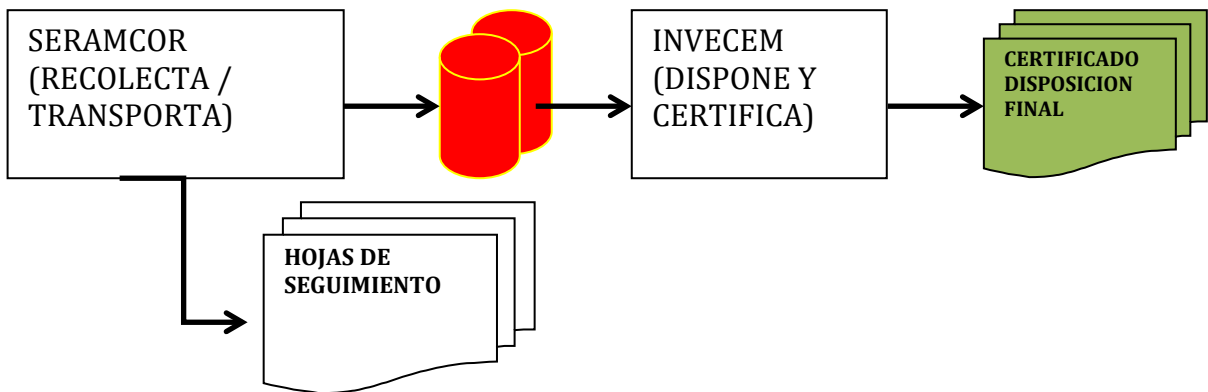 SERAMCOR
(RECOLECTA /
TRANSPORTA)
INVECEM
(DISPONE Y
CERTIFICA)
CERTIFICADO
DISPOSICION
FINAL
HOJAS DE
SEGUIMIENTO